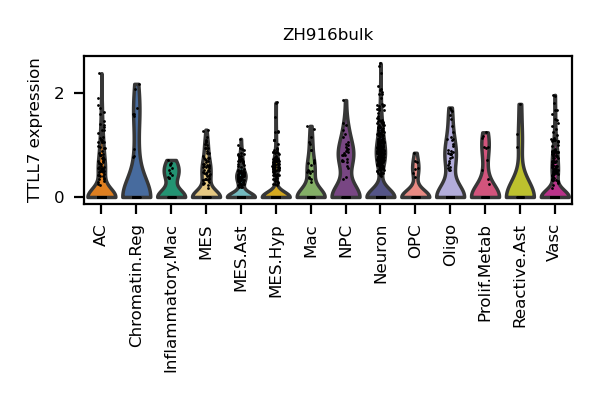 ZH916bulk
TTLL7 expression
2
0
AC
Chromatin.Reg
Inflammatory.Mac
MES
MES.Ast
MES.Hyp
Mac
NPC
Neuron
OPC
Oligo
Prolif.Metab
Reactive.Ast
Vasc